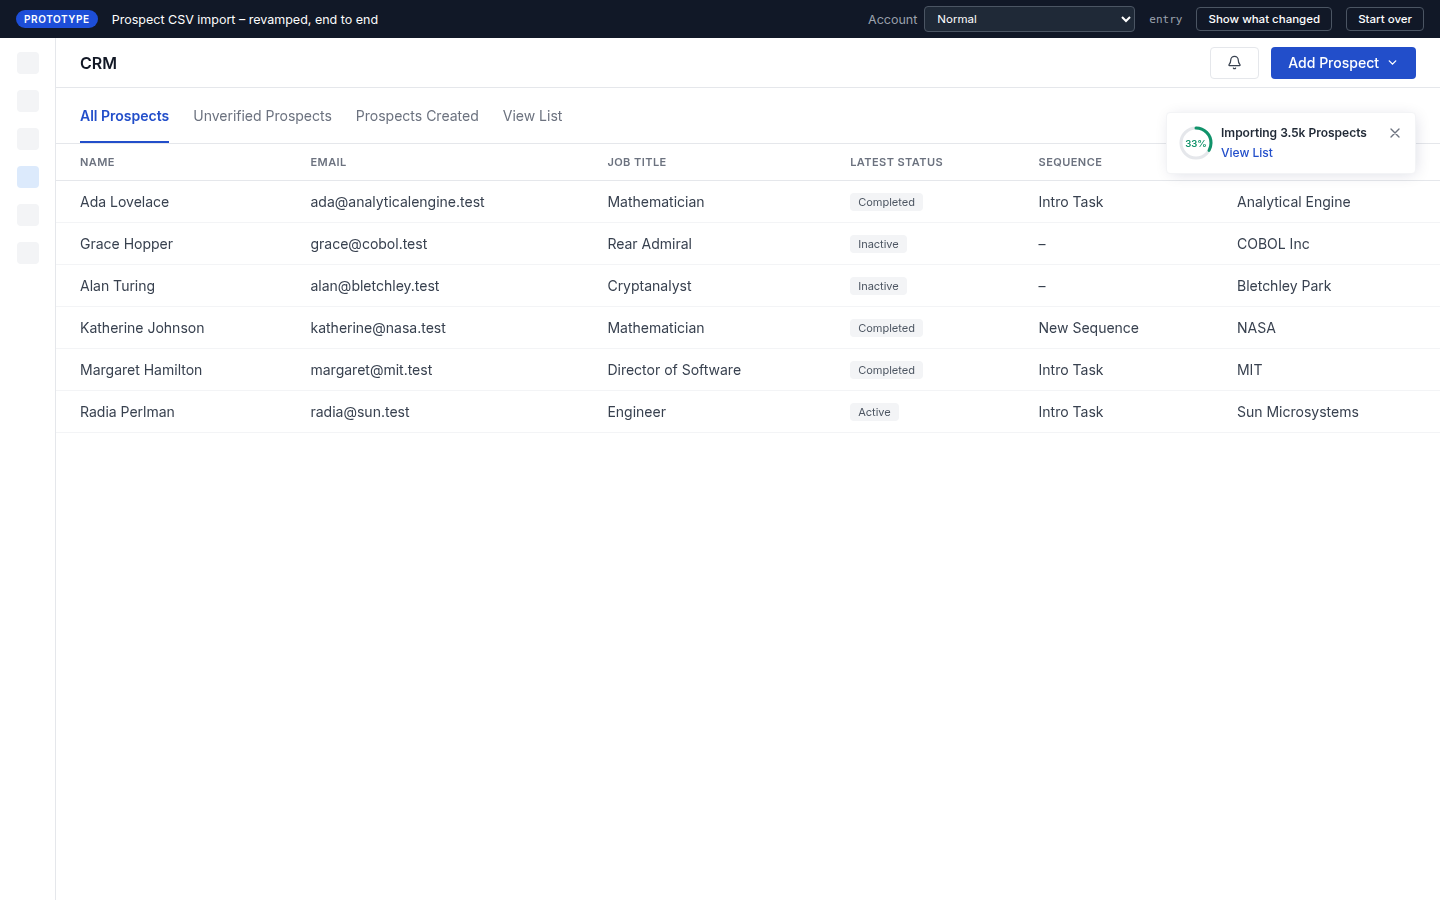 PROTOTYPE Prospect CSV import – revamped, end to end Account Normal entry Show what changed Start over
CRM Add Prospect
All Prospects Unverified Prospects Prospects Created View List
33% Importing 3.5k Prospects
View List
NAME EMAIL JOB TITLE LATEST STATUS SEQUENCE
Ada Lovelace ada@analyticalengine.test Mathematician Completed Intro Task Analytical Engine
Grace Hopper grace@cobol.test Rear Admiral Inactive – COBOL Inc
Alan Turing alan@bletchley.test Cryptanalyst Inactive – Bletchley Park
Katherine Johnson katherine@nasa.test Mathematician Completed New Sequence NASA
Margaret Hamilton margaret@mit.test Director of Software Completed Intro Task MIT
Radia Perlman radia@sun.test Engineer Active Intro Task Sun Microsystems